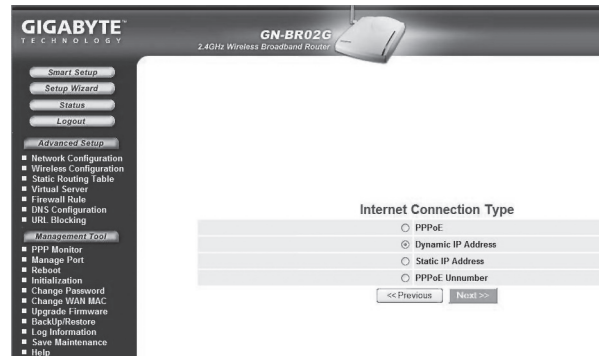 GIGABYTE™
TECHNOLOGY
GN-BR02G
2.4GHz Wireless Broadband Router
Smart Setup
Setup Wizard
Status
Logout
Advanced Setup
Network Configuration
Wireless Configuration
Static Routing Table
Virtual Server
Firewall Rule
DNS Configuration
URL Blocking
Management Tool
PPP Monitor
Manage Port
Reboot
Initialization
Change Password
Change WAN MAC
Upgrade Firmware
BackUp/Restore
Log Information
Save Maintenance
Help
Internet Connection Type
PPPoE
Dynamic IP Address
Static IP Address
PPPoE Unnumber
<< Previous Next >>